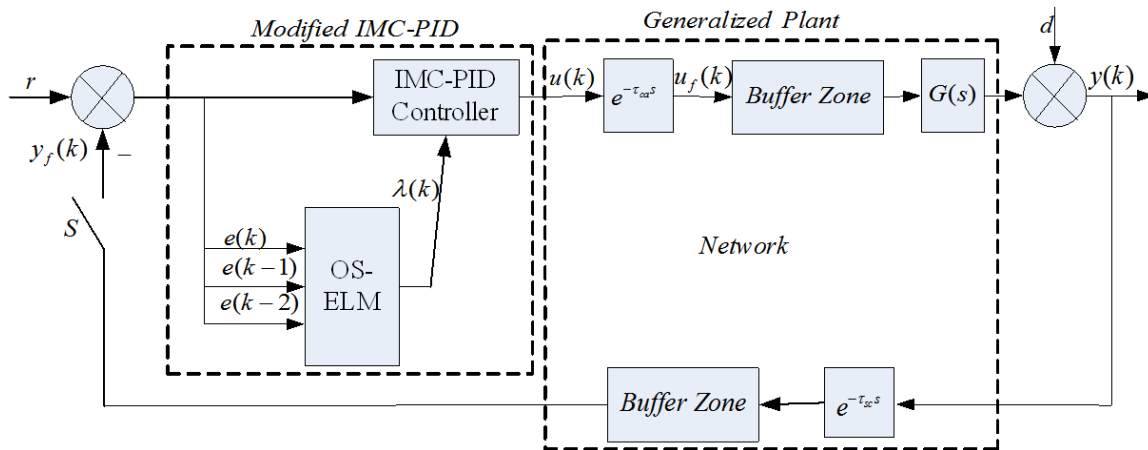 Modified IMC-PID
Generalized Plant
r
IMC-PID
Controller
u(k)
e^{-τ_{ca}s}
u_f(k)
Buffer Zone
G(s)
d
y(k)
y_f(k)
−
λ(k)
S
e(k)
e(k−1)
e(k−2)
OS-
ELM
Network
Buffer Zone
e^{-τ_{sc}s}